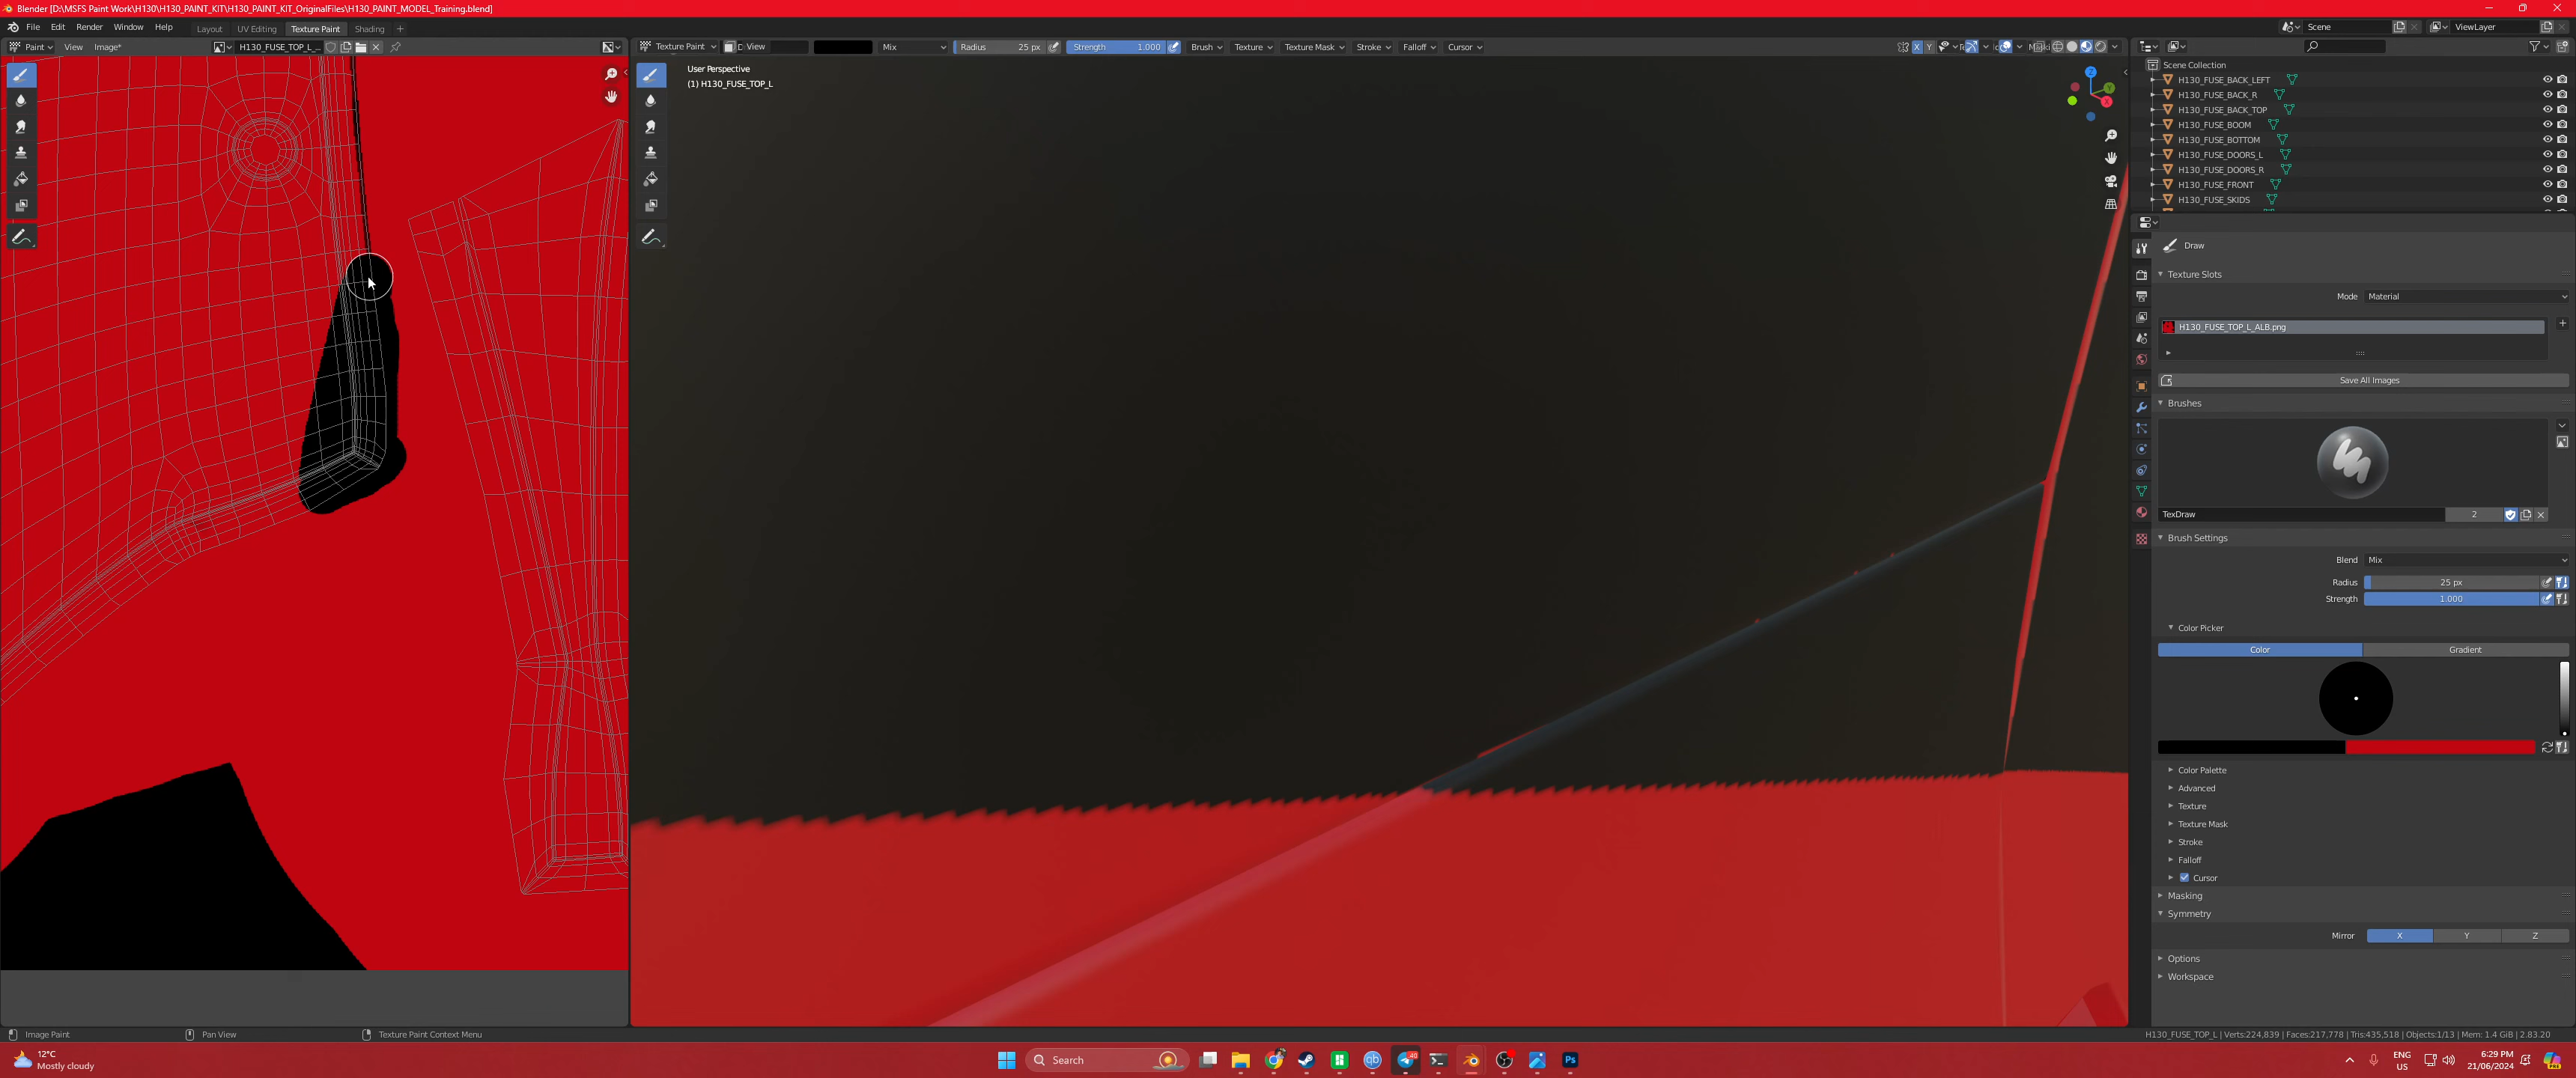 Blender [D:\MSFS Paint Work\H130\H130_PAINT_KIT\H130_PAINT_KIT_OriginalFiles\H130_PAINT_MODEL_Training.blend]
File Edit Render Window Help Layout UV Editing Texture Paint Shading + Scene ViewLayer
Paint View Image* H130_FUSE_TOP_L_... Texture Paint View Mix Radius 25 px Strength 1.000 Brush Texture Texture Mask Stroke Falloff Cursor X Y
User Perspective
(1) H130_FUSE_TOP_L
Z
Y
X
Scene Collection
H130_FUSE_BACK_LEFT
H130_FUSE_BACK_R
H130_FUSE_BACK_TOP
H130_FUSE_BOOM
H130_FUSE_BOTTOM
H130_FUSE_DOORS_L
H130_FUSE_DOORS_R
H130_FUSE_FRONT
H130_FUSE_SKIDS
Draw
Texture Slots
Mode Material
H130_FUSE_TOP_L_ALB.png
Save All Images
Brushes
TexDraw 2
Brush Settings
Blend Mix
Radius 25 px
Strength 1.000
Color Picker
Color Gradient
Color Palette
Advanced
Texture
Texture Mask
Stroke
Falloff
Cursor
Masking
Symmetry
Mirror X Y Z
Options
Workspace
Image Paint Pan View Texture Paint Context Menu H130_FUSE_TOP_L | Verts:224,839 | Faces:217,778 | Tris:435,518 | Objects:1/13 | Mem: 1.4 GiB | 2.83.20
12°C
Mostly cloudy
Search
qb
Ps
ENG
US
6:29 PM
21/06/2024